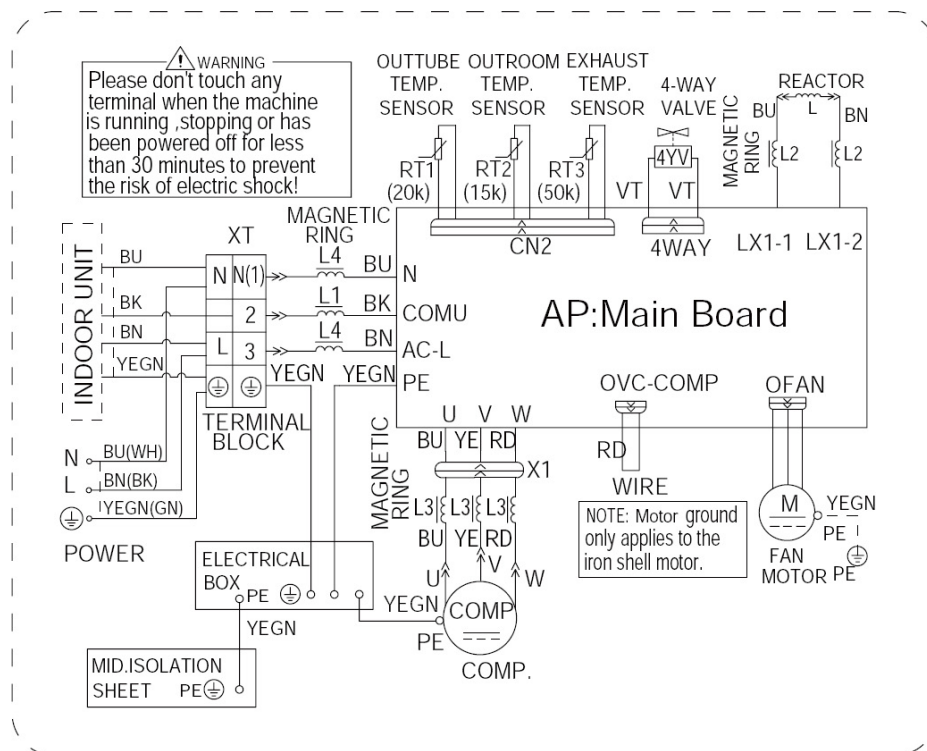 WARNING
Please don't touch any
terminal when the machine
is running ,stopping or has
been powered off for less
than 30 minutes to prevent
the risk of electric shock!
OUTTUBE OUTROOM EXHAUST
TEMP. TEMP. TEMP.
SENSOR SENSOR SENSOR
4-WAY
VALVE
MAGNETIC
RING
REACTOR
BU L BN
L2 L2
RT1 RT2 RT3
(20k) (15k) (50k)
4YV
VT VT
CN2
4WAY
LX1-1 LX1-2
MAGNETIC
RING
XT
INDOOR UNIT
BU
BK
BN
YEGN
N N(1)
2
L 3
L4 BU N
L1 BK COMU
L4 BN AC-L
YEGN YEGN PE
AP:Main Board
TERMINAL
BLOCK
OVC-COMP
OFAN
U V W
BU YE RD
X1
MAGNETIC
RING
L3 L3 L3
BU YE RD
U V W
RD
WIRE
N BU(WH)
L BN(BK)
YEGN(GN)
POWER
NOTE: Motor ground
only applies to the
iron shell motor.
M
YEGN
PE
FAN
MOTOR PE
ELECTRICAL
BOX PE
YEGN
YEGN
PE
COMP
COMP.
MID.ISOLATION
SHEET PE